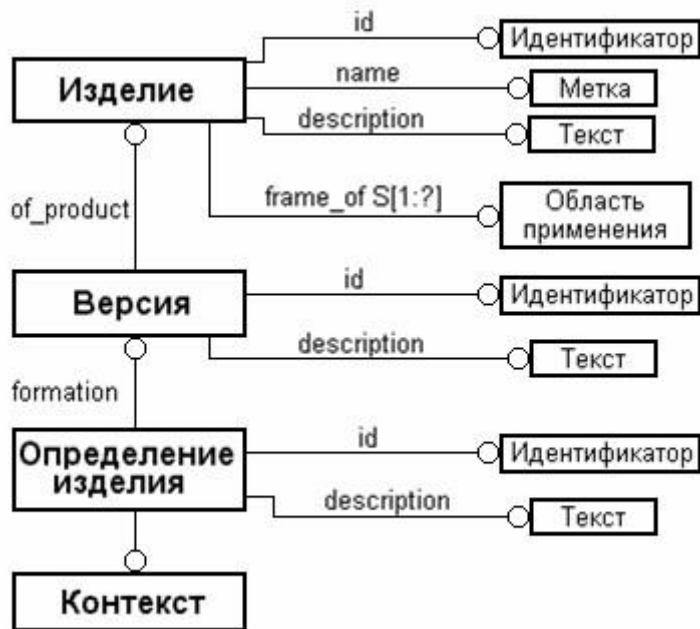 id
Идентификатор
Изделие
name
Метка
description
Текст
of_product
frame_of S[1:?]
Область
применения
Версия
id
Идентификатор
description
Текст
formation
Определение
изделия
id
Идентификатор
description
Текст
Контекст